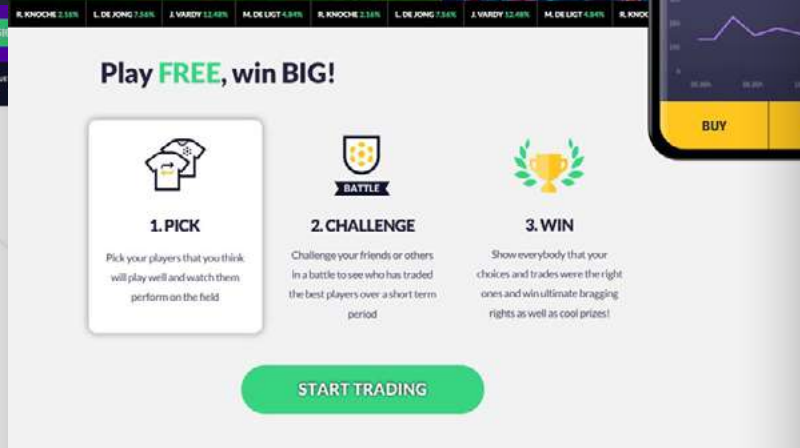 R. KNOCHE 2.16% L. DE JONG 7.56% J. VARDY 12.48% M. DE LIGT 4.84% R. KNOCHE 2.16% L. DE JONG 7.56% J. VARDY 12.48% M. DE LIGT 4.84% R. KNOC
Play FREE, win BIG!
BUY
BATTLE
1. PICK
Pick your players that you think
will play well and watch them
perform on the field
2. CHALLENGE
Challenge your friends or others
in a battle to see who has traded
the best players over a short term
period
3. WIN
Show everybody that your
choices and trades were the right
ones and win ultimate bragging
rights as well as cool prizes!
START TRADING